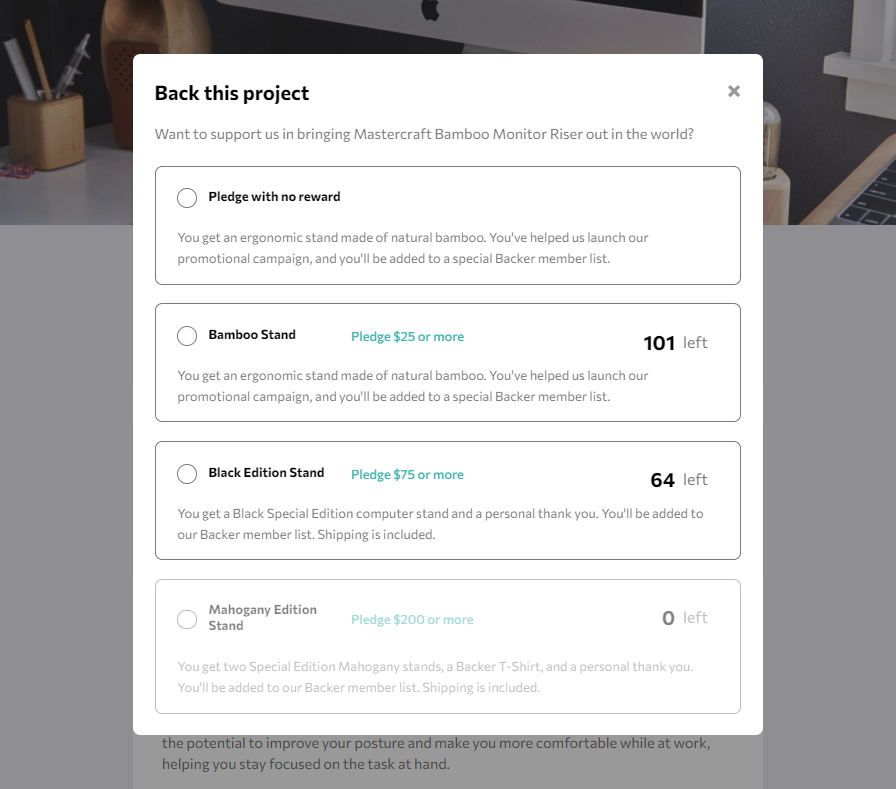 Back this project
Want to support us in bringing Mastercraft Bamboo Monitor Riser out in the world?
Pledge with no reward
You get an ergonomic stand made of natural bamboo. You've helped us launch our
promotional campaign, and you'll be added to a special Backer member list.
Bamboo Stand Pledge $25 or more 101 left
You get an ergonomic stand made of natural bamboo. You've helped us launch our
promotional campaign, and you'll be added to a special Backer member list.
Black Edition Stand Pledge $75 or more 64 left
You get a Black Special Edition computer stand and a personal thank you. You'll be added to
our Backer member list. Shipping is included.
Mahogany Edition
Stand
Pledge $200 or more 0 left
You get two Special Edition Mahogany stands, a Backer T-Shirt, and a personal thank you.
You'll be added to our Backer member list. Shipping is included.
the potential to improve your posture and make you more comfortable while at work,
helping you stay focused on the task at hand.